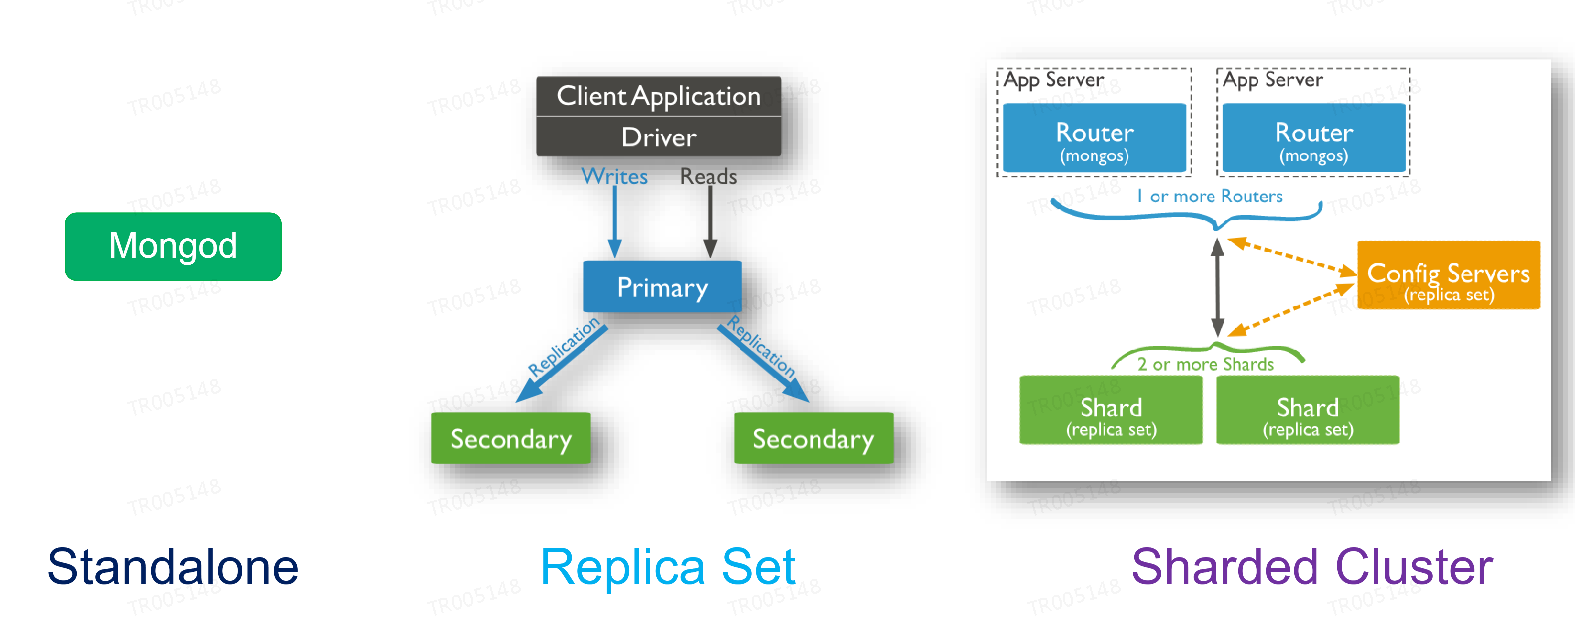 Mongod
Standalone
Client Application
Driver
Writes
Reads
Primary
Replication
Replication
Secondary
Secondary
Replica Set
App Server
App Server
Router
(mongos)
Router
(mongos)
1 or more Routers
Config Servers
(replica set)
2 or more Shards
Shard
(replica set)
Shard
(replica set)
Sharded Cluster
TR005148